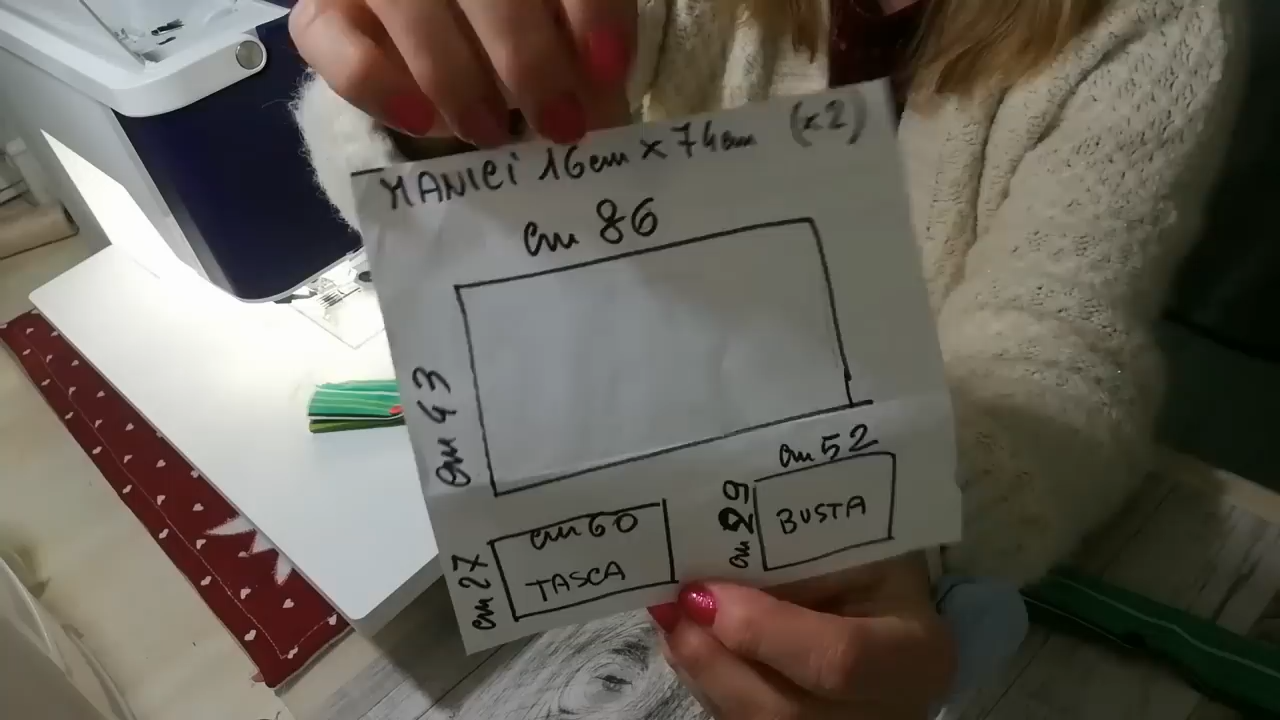 MANICI 16cm x 74cm (x2)
cm 86
cm 43
cm 52
cm 29
BUSTA
cm 60
cm 27
TASCA